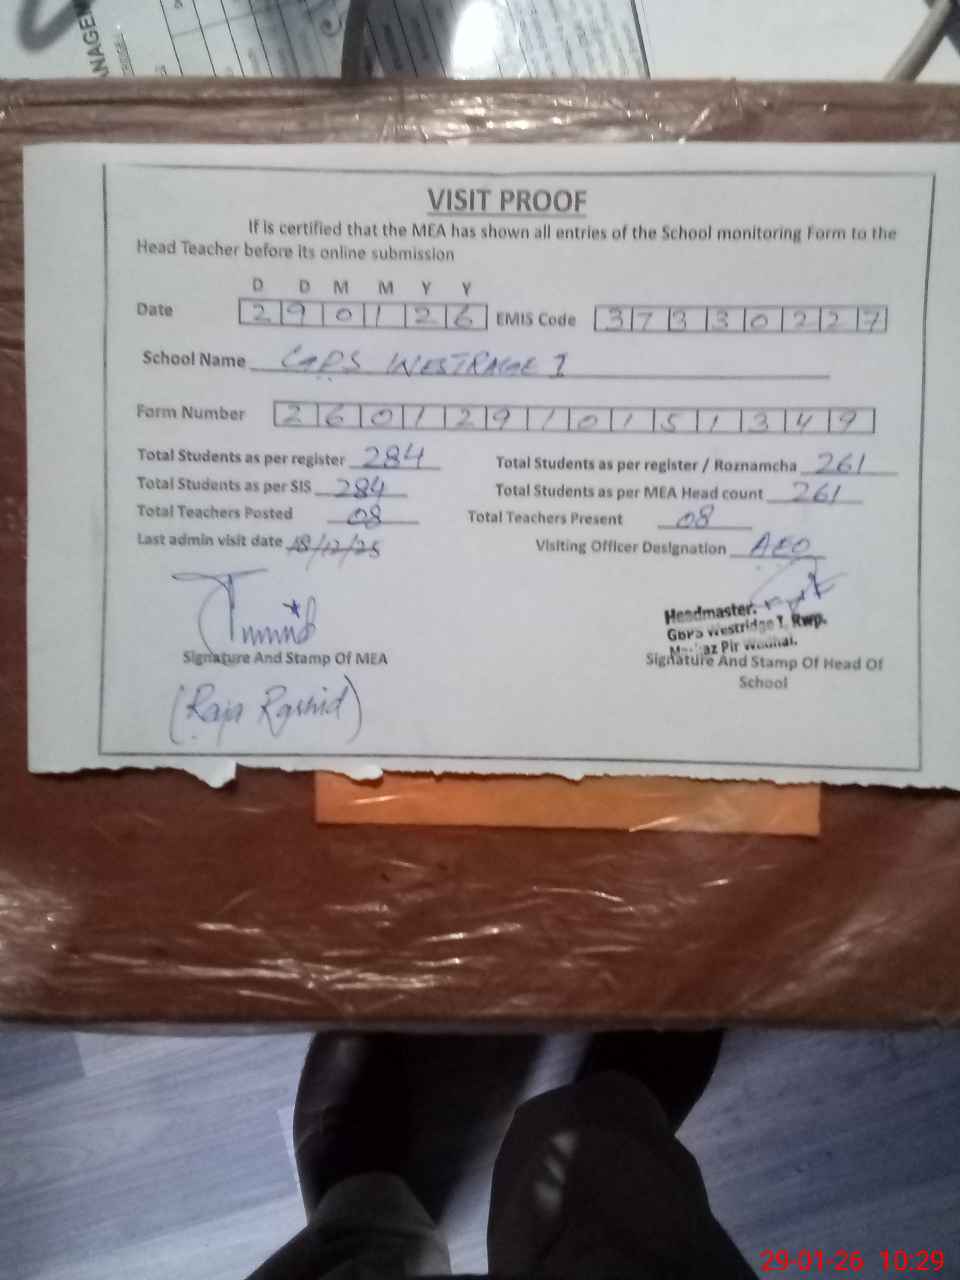 VISIT PROOF
If is certified that the MEA has shown all entries of the School monitoring Form to the
Head Teacher before its online submission
D D M M Y Y
Date 2 9 0 1 2 6 EMIS Code 3 7 3 3 0 2 2 7
School Name GBPS WESTRIDGE I
Form Number 2 6 0 1 2 9 1 0 1 5 1 3 4 9
Total Students as per register 284 Total Students as per register / Roznamcha 261
Total Students as per SIS 284 Total Students as per MEA Head count 261
Total Teachers Posted 08 Total Teachers Present 08
Last admin visit date 18/12/25 Visiting Officer Designation AEO
Headmaster.
Westridge I, Rwp.
Pir
Signature And Stamp Of MEA Signature And Stamp Of Head Of
School
(Raja Rashid)
29-01-26 10:29